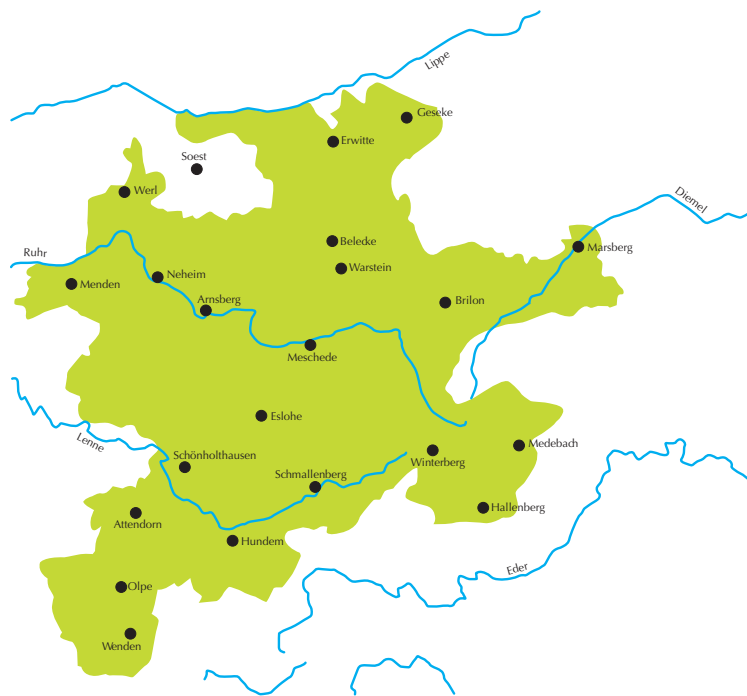 Lippe
Geseke
Erwitte
Soest
Werl
Diemel
Belecke
Marsberg
Ruhr
Warstein
Neheim
Menden
Arnsberg
Brilon
Meschede
Eslohe
Lenne
Medebach
Schönholthausen
Winterberg
Schmallenberg
Hallenberg
Attendorn
Hundem
Eder
Olpe
Wenden